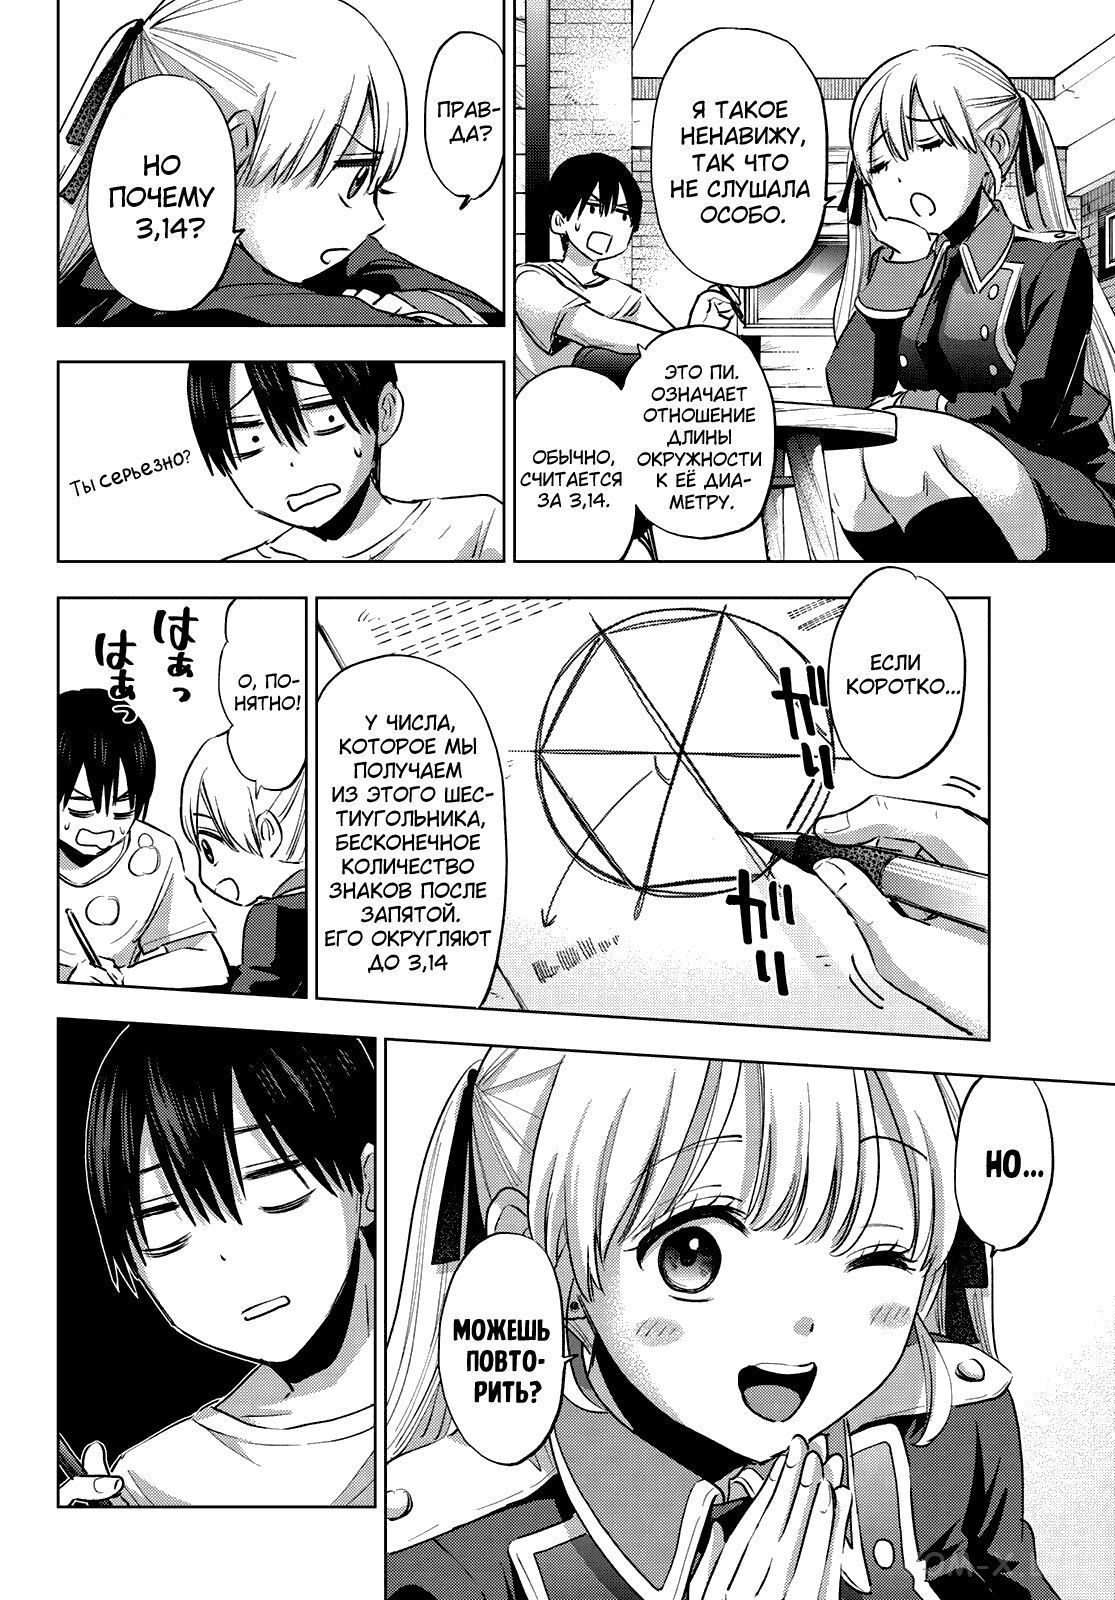 Я ТАКОЕ
НЕНАВИЖУ,
ТАК ЧТО
НЕ СЛУШАЛА
ОСОБО.
ЭТО ПИ.
ОЗНАЧАЕТ
ОТНОШЕНИЕ
ДЛИНЫ
ОКРУЖНОСТИ
К ЕЁ ДИА-
МЕТРУ.
ОБЫЧНО,
СЧИТАЕТСЯ
ЗА 3,14.
ПРАВ-
ДА?
НО
ПОЧЕМУ
3,14?
ТЫ СЕРЬЕЗНО?
ЕСЛИ
КОРОТКО...
ガリ
ガリ
У ЧИСЛА,
КОТОРОЕ МЫ
ПОЛУЧАЕМ
ИЗ ЭТОГО ШЕС-
ТИУГОЛЬНИКА,
БЕСКОНЕЧНОЕ
КОЛИЧЕСТВО
ЗНАКОВ ПОСЛЕ
ЗАПЯТОЙ.
ЕГО ОКРУГЛЯЮТ
ДО 3,14
О, ПО-
НЯТНО!
はぁっ
はぁっ
НО...
МОЖЕШЬ
ПОВТО-
РИТЬ?